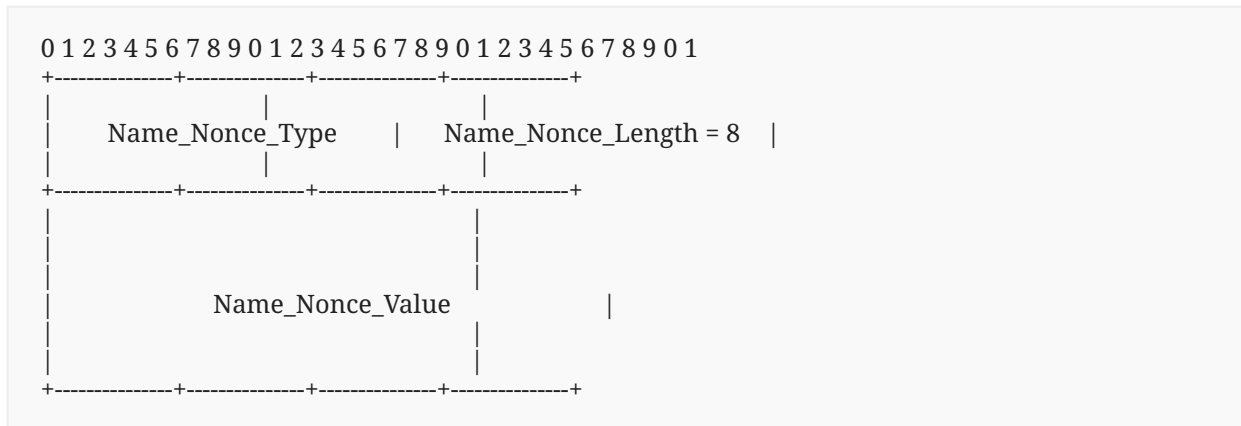 0 1 2 3 4 5 6 7 8 9 0 1 2 3 4 5 6 7 8 9 0 1 2 3 4 5 6 7 8 9 0 1
+---------------+---------------+---------------+---------------+
| | |
| Name_Nonce_Type | Name_Nonce_Length = 8 |
| | |
+---------------+---------------+---------------+---------------+
| |
| |
| |
| Name_Nonce_Value |
| |
| |
+---------------+---------------+---------------+---------------+